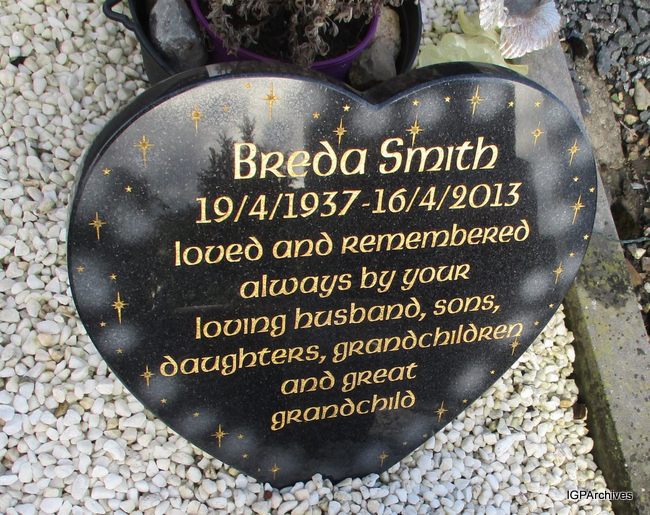 Breda Smith
19/4/1937-16/4/2013
loved and remembered
always by your
loving husband, sons,
daughters, grandchildren
and great
grandchild
IGPArchives